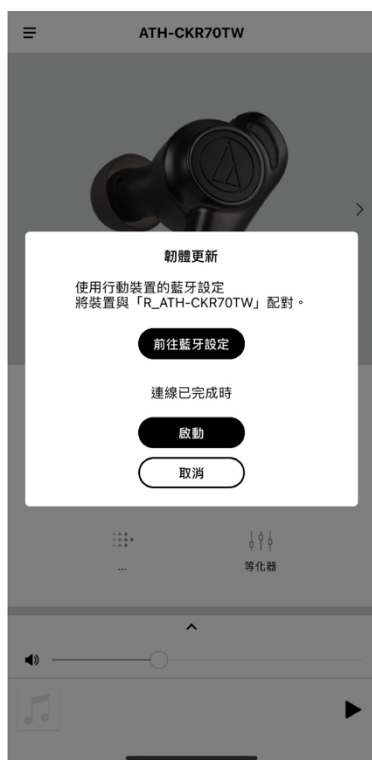 ATH-CKR70TW
韌體更新
使用行動裝置的藍牙設定
將裝置與「R_ATH-CKR70TW」配對。
前往藍牙設定
連線已完成時
啟動
取消
...
等化器